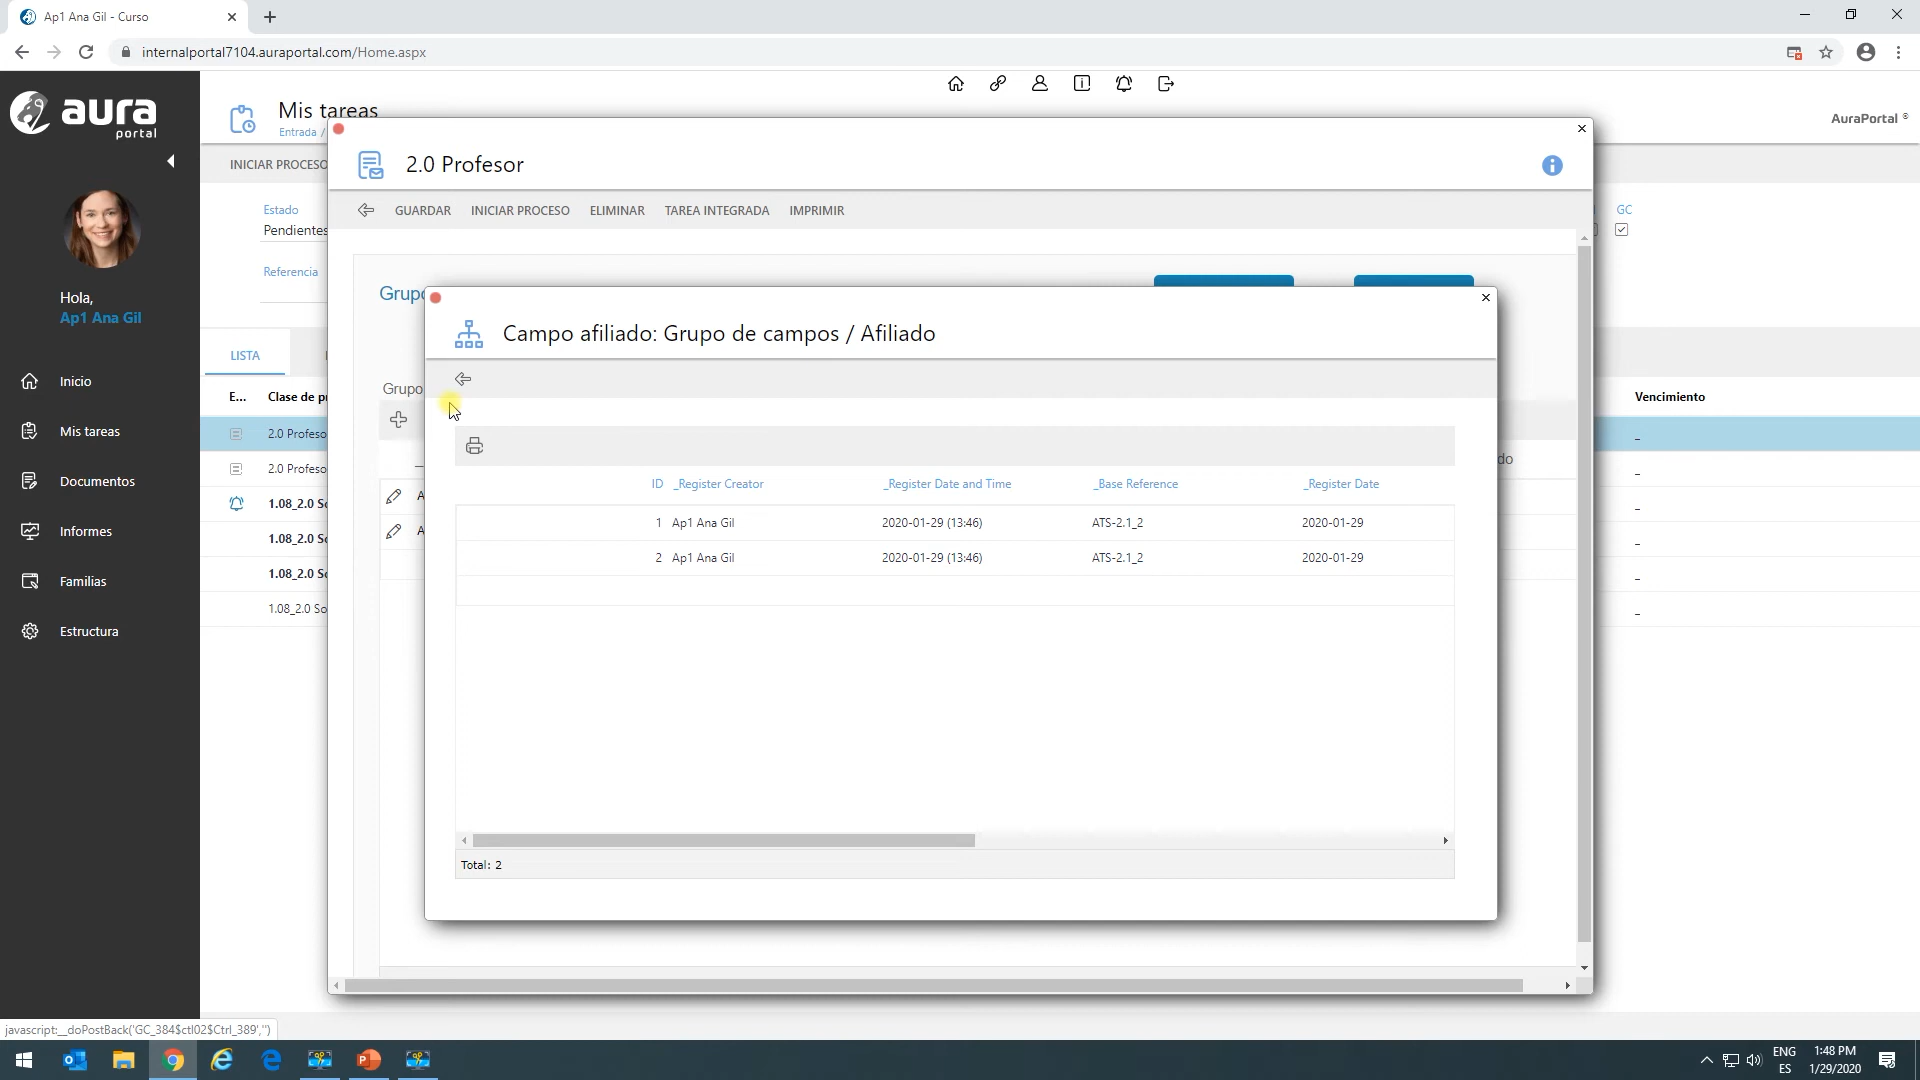 Ap1 Ana Gil - Curso
internalportal7104.auraportal.com/Home.aspx
aura
portal
Mis tareas
Entrada /
AuraPortal ®
INICIAR PROCESO
2.0 Profesor
GUARDAR INICIAR PROCESO ELIMINAR TAREA INTEGRADA IMPRIMIR
Estado
Pendientes
GC
Referencia
Hola,
Ap1 Ana Gil
Inicio
Mis tareas
Documentos
Informes
Familias
Estructura
LISTA
E... Clase de pr
Vencimiento
2.0 Profeso
–
2.0 Profeso
–
1.08_2.0 So
–
1.08_2.0 So
–
1.08_2.0 So
–
1.08_2.0 So
–
Grupo
Grupo
do
A
A
Campo afiliado: Grupo de campos / Afiliado
ID _Register Creator _Register Date and Time _Base Reference _Register Date
1 Ap1 Ana Gil 2020-01-29 (13:46) ATS-2.1_2 2020-01-29
2 Ap1 Ana Gil 2020-01-29 (13:46) ATS-2.1_2 2020-01-29
Total: 2
javascript:__doPostBack('GC_384$ctl02$Ctrl_389','')
ENG
ES
1:48 PM
1/29/2020